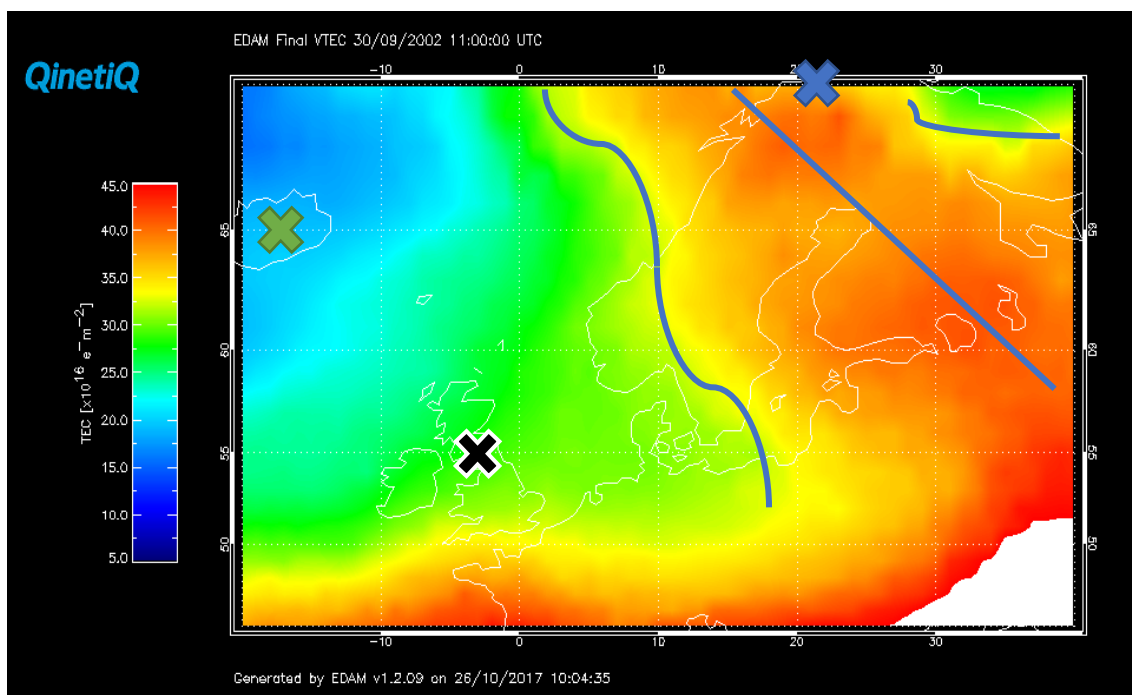 EDAM Final VTEC 30/09/2002 11:00:00 UTC
QinetiQ
-10 0 10 20 30
45.0
40.0
35.0
30.0
25.0
20.0
15.0
10.0
5.0
TEC [x10^16 e-m^-2]
65 65
60 60
55 55
50 50
-10 0 10 20 30
Generated by EDAM v1.2.09 on 26/10/2017 10:04:35